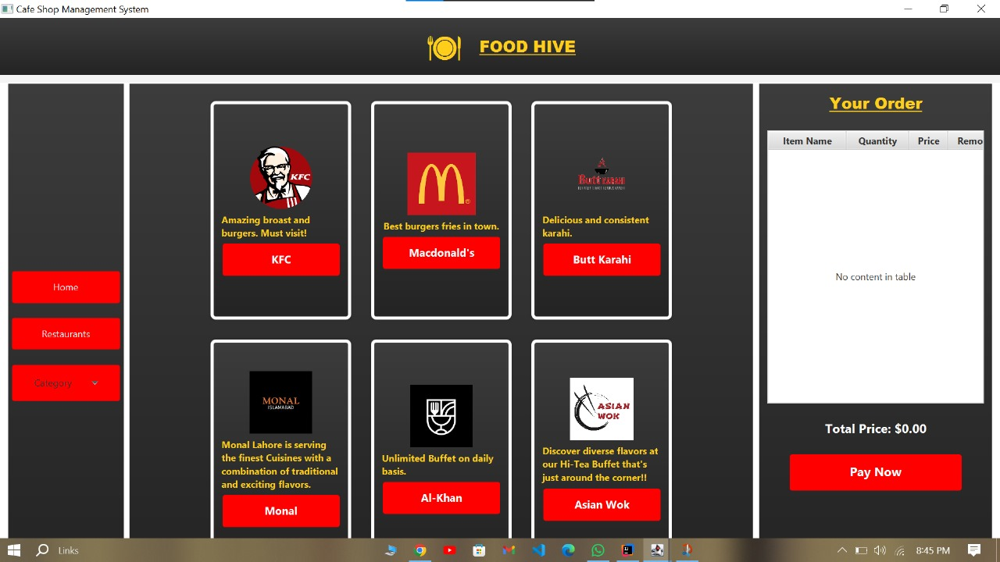 Cafe Shop Management System
FOOD HIVE
Home
Restaurants
Category
KFC
Amazing broast and
burgers. Must visit!
KFC
Best burgers fries in town.
Macdonald's
BUTT KARAHI
Delicious and consistent
karahi.
Butt Karahi
MONAL
ISLAMABAD
Monal Lahore is serving
the finest Cuisines with a
combination of traditional
and exciting flavors.
Monal
Unlimited Buffet on daily
basis.
Al-Khan
ASIAN
WOK
Discover diverse flavors at
our Hi-Tea Buffet that's
just around the corner!!
Asian Wok
Your Order
Item Name Quantity Price Remo
No content in table
Total Price: $0.00
Pay Now
Links
8:45 PM